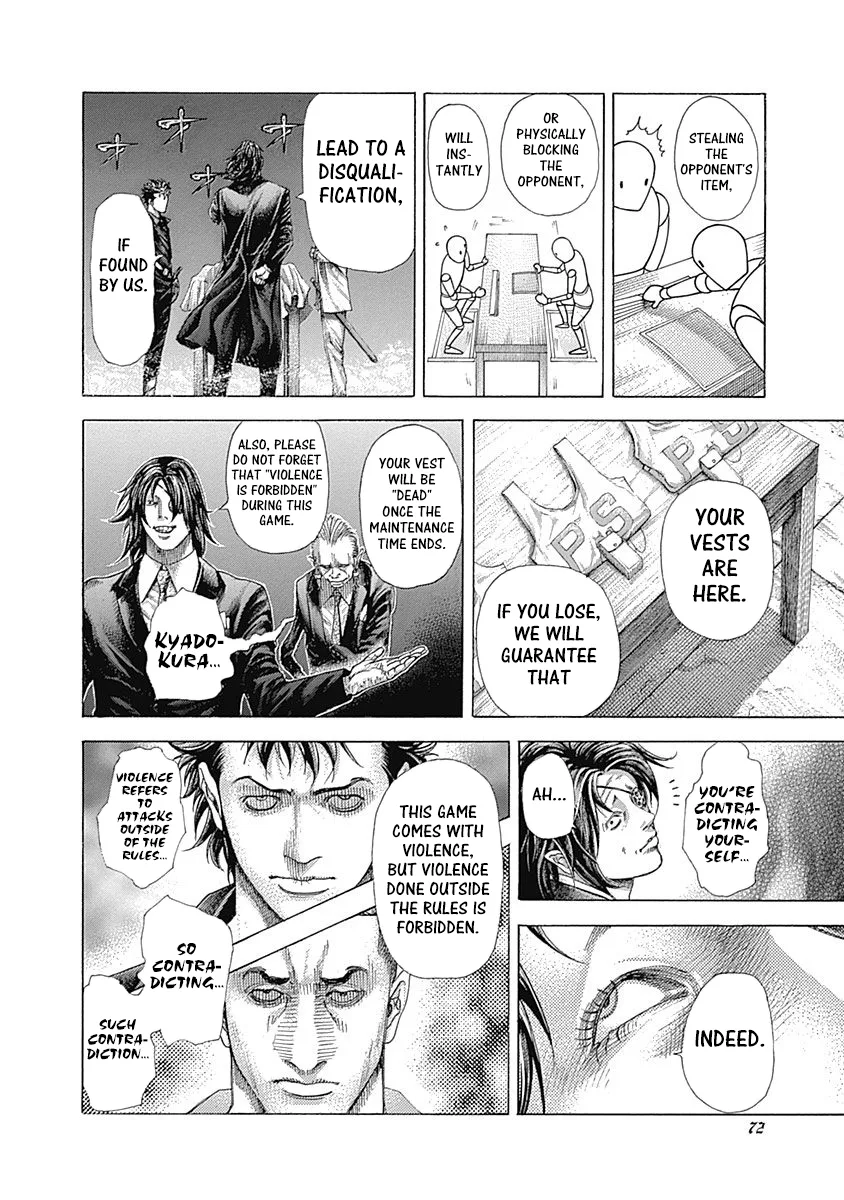 STEALING
THE
OPPONENT'S
ITEM,
OR
PHYSICALLY
BLOCKING
THE
OPPONENT,
WILL
INS-
TANTLY
LEAD TO A
DISQUALI-
FICATION,
IF
FOUND
BY US.
YOUR
VESTS
ARE
HERE.
PSI
PSI
IF YOU LOSE,
WE WILL
GUARANTEE
THAT
YOUR VEST
WILL BE
"DEAD"
ONCE THE
MAINTENANCE
TIME ENDS.
ALSO, PLEASE
DO NOT FORGET
THAT "VIOLENCE
IS FORBIDDEN"
DURING THIS
GAME.
KYADO-
KURA...
YOU'RE
CONTRA-
DICTING
YOUR-
SELF...
AH...
INDEED.
THIS GAME
COMES WITH
VIOLENCE,
BUT VIOLENCE
DONE OUTSIDE
THE RULES IS
FORBIDDEN.
VIOLENCE
REFERS
TO
ATTACKS
OUTSIDE
OF THE
RULES...
SO
CONTRA-
DICTING...
SUCH
CONTRA-
DICTION...
72